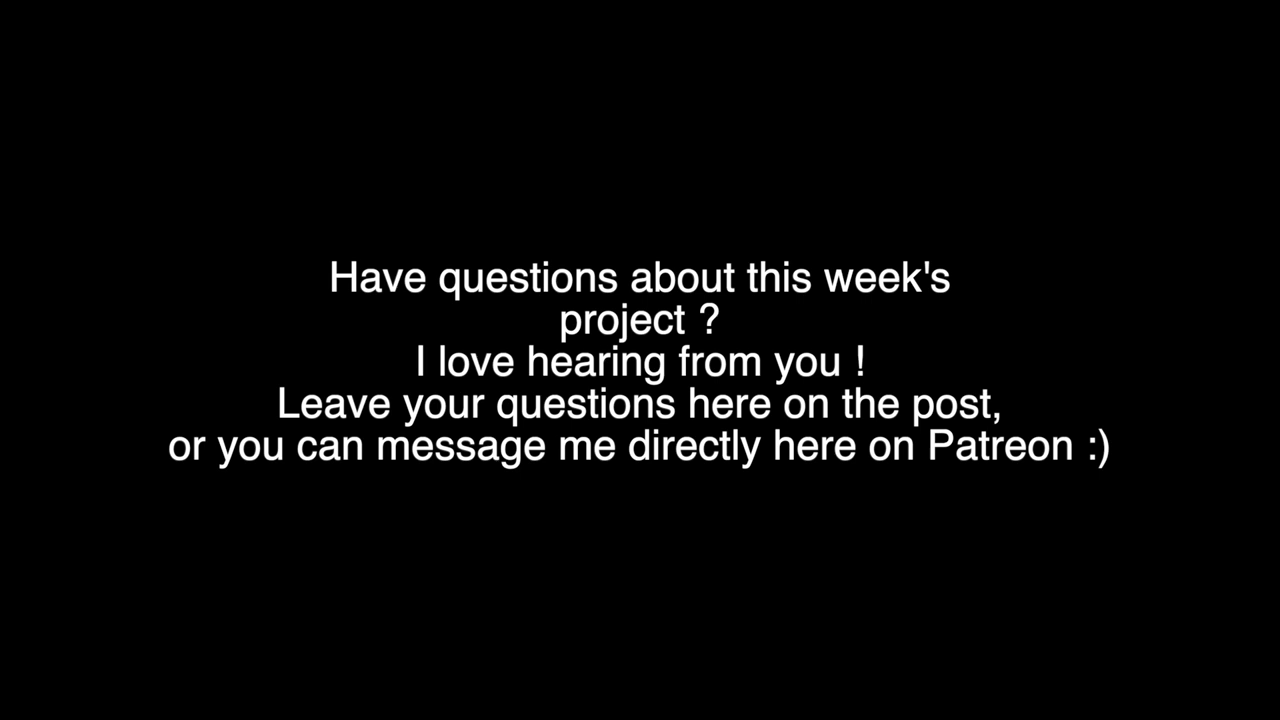 Have questions about this week's
project ?
I love hearing from you !
Leave your questions here on the post,
or you can message me directly here on Patreon :)